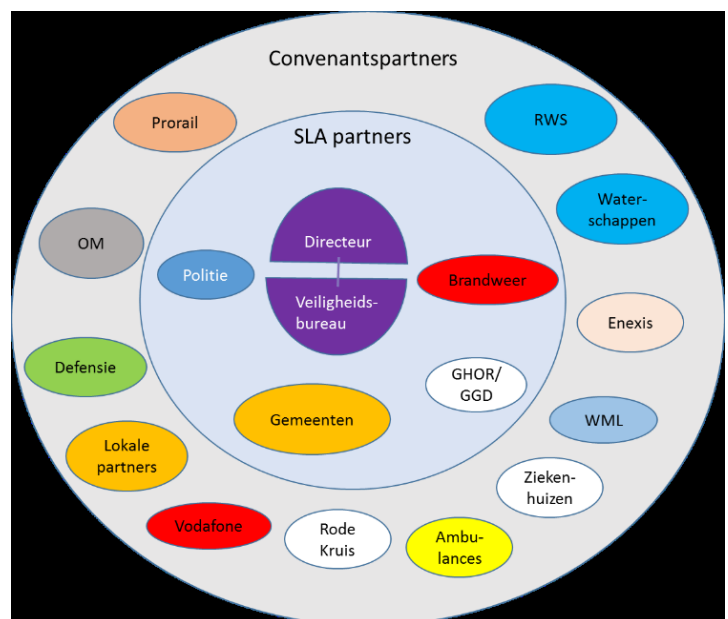 Convenantspartners
Prorail
RWS
SLA partners
Water-
schappen
OM
Directeur
Politie
Brandweer
Veiligheids-
bureau
Enexis
Defensie
GHOR/
GGD
Gemeenten
WML
Lokale
partners
Zieken-
huizen
Vodafone
Rode
Kruis
Ambu-
lances